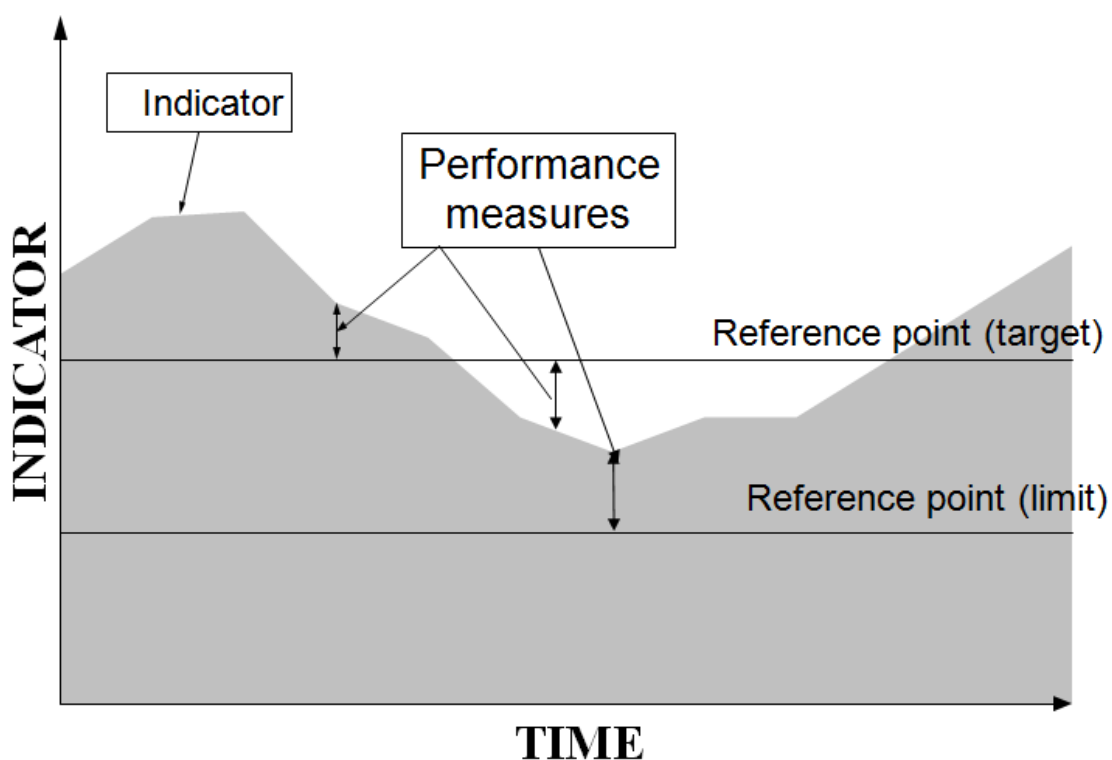 Indicator
Performance
measures
INDICATOR
Reference point (target)
Reference point (limit)
TIME